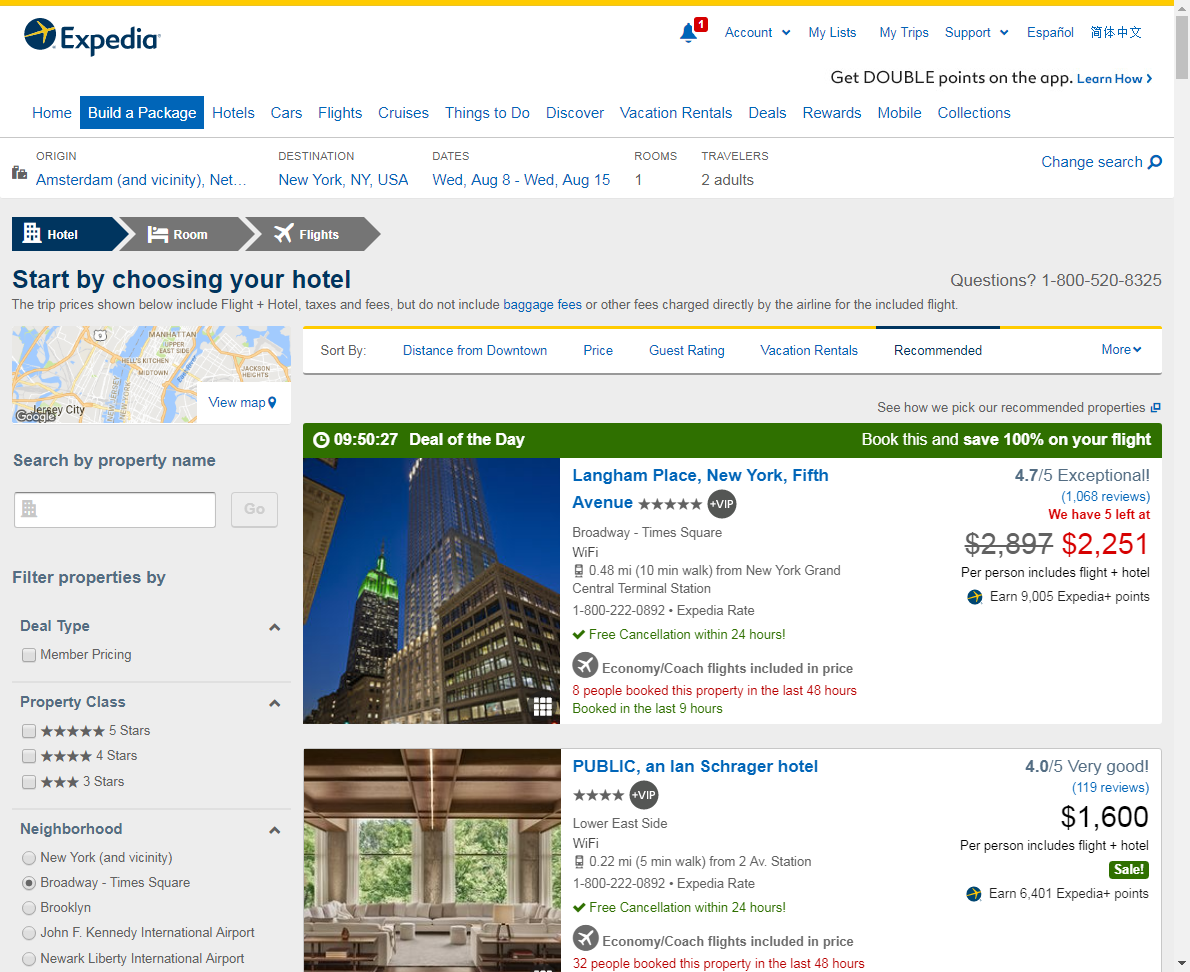 Expedia
1
Account
My Lists
My Trips
Support
Español
简体中文
Get DOUBLE points on the app. Learn How
Home
Build a Package
Hotels
Cars
Flights
Cruises
Things to Do
Discover
Vacation Rentals
Deals
Rewards
Mobile
Collections
ORIGIN
Amsterdam (and vicinity), Net...
DESTINATION
New York, NY, USA
DATES
Wed, Aug 8 - Wed, Aug 15
ROOMS
1
TRAVELERS
2 adults
Change search
Hotel
Room
Flights
Start by choosing your hotel
Questions? 1-800-520-8325
The trip prices shown below include Flight + Hotel, taxes and fees, but do not include baggage fees or other fees charged directly by the airline for the included flight.
9
MANHATTAN
UPPER EAST SIDE
HELL'S KITCHEN
MIDTOWN
JACKSON HEIGHTS
NEW JERSEY
NEW YORK
East River
Jersey City
Google
View map
Search by property name
Go
Filter properties by
Deal Type
Member Pricing
Property Class
5 Stars
4 Stars
3 Stars
Neighborhood
New York (and vicinity)
Broadway - Times Square
Brooklyn
John F. Kennedy International Airport
Newark Liberty International Airport
Sort By:
Distance from Downtown
Price
Guest Rating
Vacation Rentals
Recommended
More
See how we pick our recommended properties
09:50:27 Deal of the Day
Book this and save 100% on your flight
Langham Place, New York, Fifth
Avenue
+VIP
Broadway - Times Square
WiFi
0.48 mi (10 min walk) from New York Grand
Central Terminal Station
1-800-222-0892 • Expedia Rate
Free Cancellation within 24 hours!
Economy/Coach flights included in price
8 people booked this property in the last 48 hours
Booked in the last 9 hours
4.7/5 Exceptional!
(1,068 reviews)
We have 5 left at
$2,897 $2,251
Per person includes flight + hotel
Earn 9,005 Expedia+ points
PUBLIC, an Ian Schrager hotel
+VIP
Lower East Side
WiFi
0.22 mi (5 min walk) from 2 Av. Station
1-800-222-0892 • Expedia Rate
Free Cancellation within 24 hours!
Economy/Coach flights included in price
32 people booked this property in the last 48 hours
4.0/5 Very good!
(119 reviews)
$1,600
Per person includes flight + hotel
Sale!
Earn 6,401 Expedia+ points